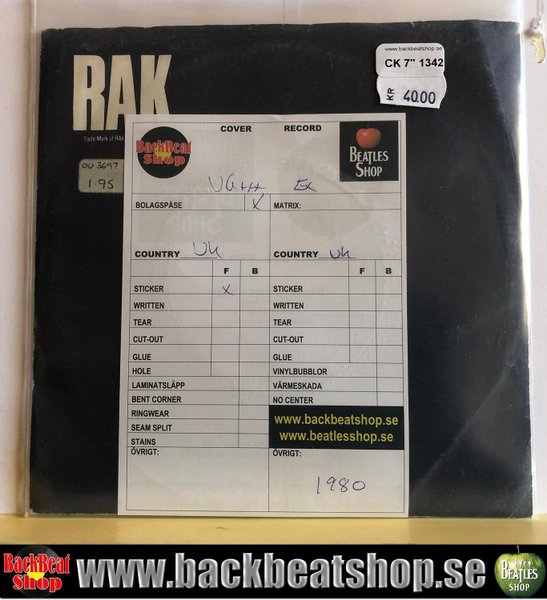 RAK
Trade Mark of RAK
OU 3697
1.95
www.backbeatshop.se
CK 7" 1342
KR 40.00
COVER RECORD
BackBeat Shop
BEATLES SHOP
VG+++ Ex
BOLAGSPÅSE X MATRIX:
COUNTRY UK COUNTRY UK
F B F B
STICKER X STICKER
WRITTEN WRITTEN
TEAR TEAR
CUT-OUT CUT-OUT
GLUE GLUE
HOLE VINYLBUBBLOR
LAMINATSLÄPP VÄRMESKADA
BENT CORNER NO CENTER
RINGWEAR
www.backbeatshop.se
SEAM SPLIT
www.beatlesshop.se
STAINS
ÖVRIGT: ÖVRIGT:
1980
BackBeat Shop www.backbeatshop.se BEATLES SHOP